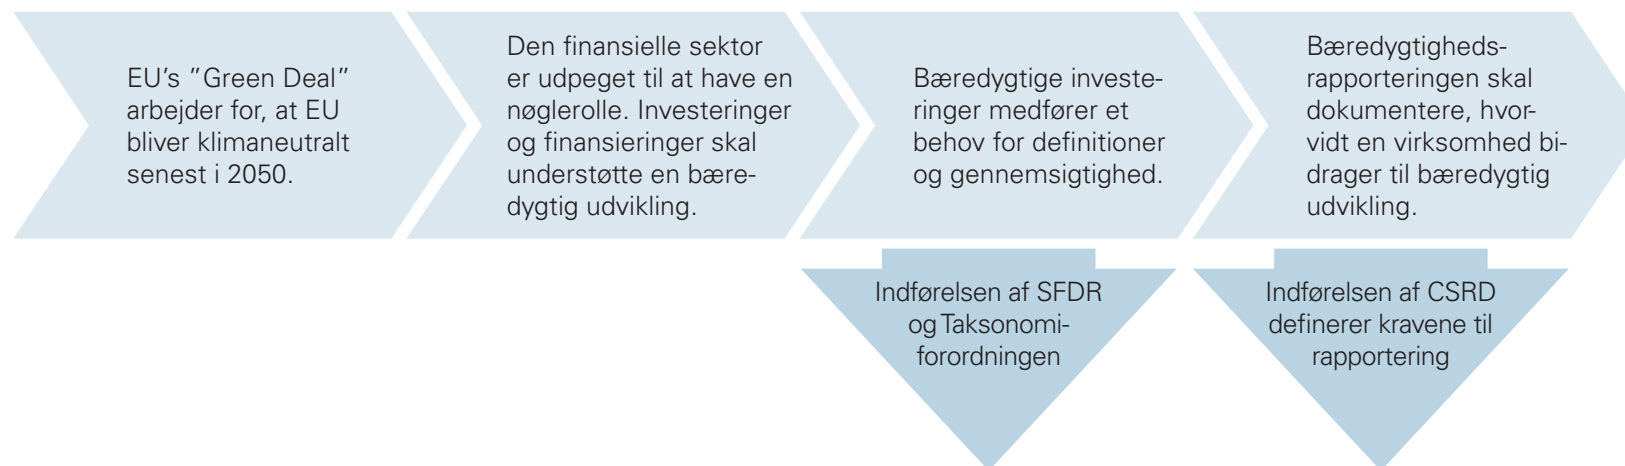 EU's ”Green Deal”
arbejder for, at EU
bliver klimaneutralt
senest i 2050.
Den finansielle sektor
er udpeget til at have en
nøglerolle. Investeringer
og finansieringer skal
understøtte en bære-
dygtig udvikling.
Bæredygtige investe-
ringer medfører et
behov for definitioner
og gennemsigtighed.
Bæredygtigheds-
rapporteringen skal
dokumentere, hvor-
vidt en virksomhed bi-
drager til bæredygtig
udvikling.
Indførelsen af SFDR
og Taksonomi-
forordningen
Indførelsen af CSRD
definerer kravene til
rapportering